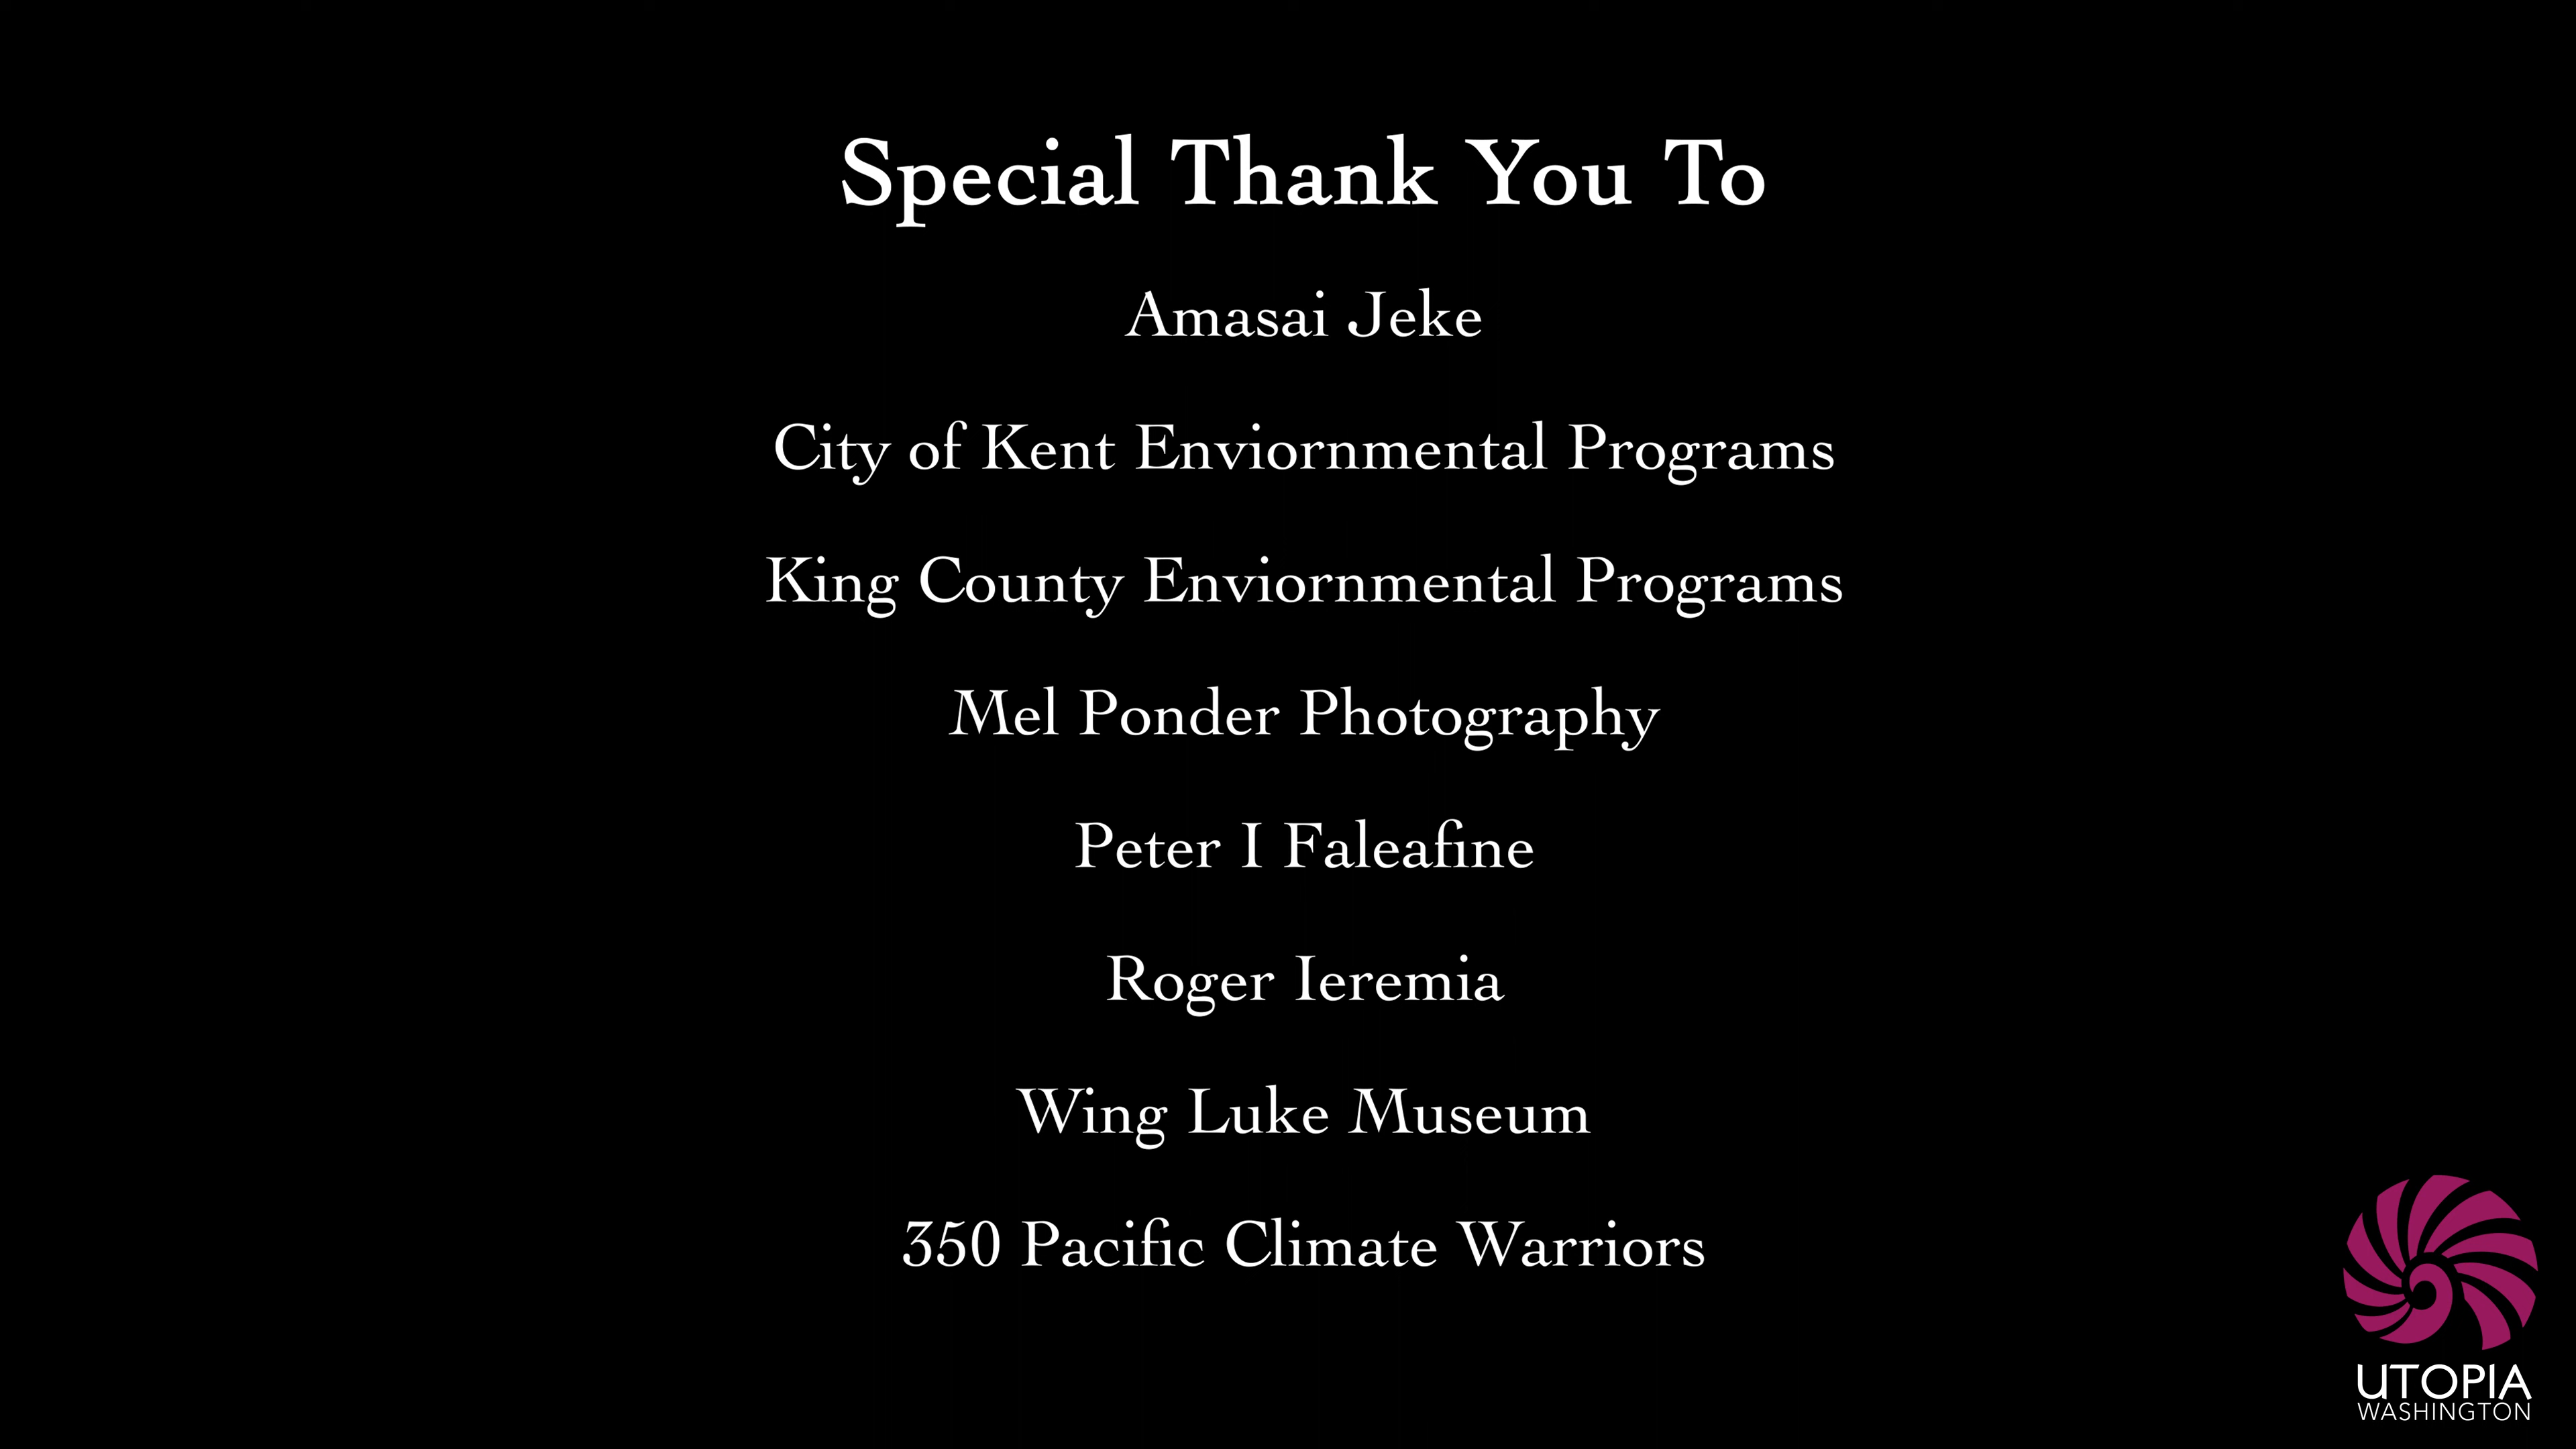 Special Thank You To
Amasai Jeke
City of Kent Enviornmental Programs
King County Enviornmental Programs
Mel Ponder Photography
Peter I Faleafine
Roger Ieremia
Wing Luke Museum
350 Pacific Climate Warriors
UTOPIA
WASHINGTON